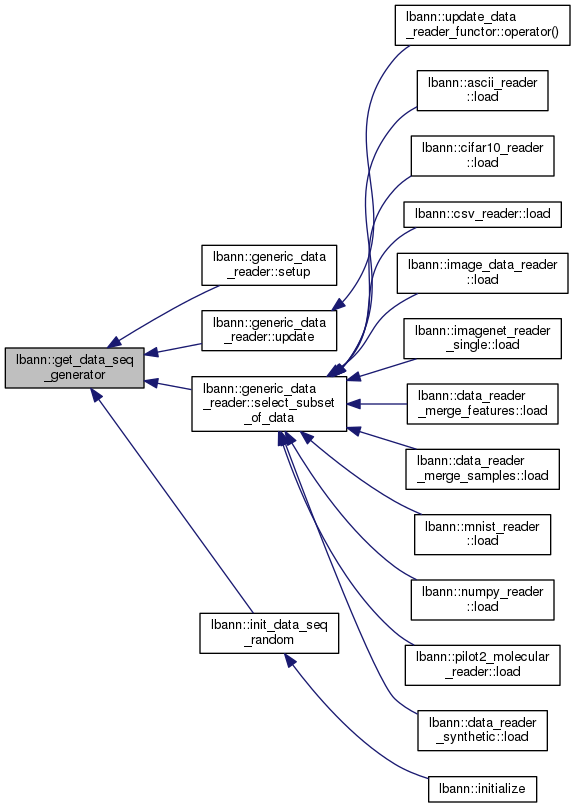 lbann::get_data_seq
_generator
lbann::generic_data
_reader::setup
lbann::generic_data
_reader::update
lbann::generic_data
_reader::select_subset
_of_data
lbann::init_data_seq
_random
lbann::update_data
_reader_functor::operator()
lbann::ascii_reader
::load
lbann::cifar10_reader
::load
lbann::csv_reader::load
lbann::image_data_reader
::load
lbann::imagenet_reader
_single::load
lbann::data_reader
_merge_features::load
lbann::data_reader
_merge_samples::load
lbann::mnist_reader
::load
lbann::numpy_reader
::load
lbann::pilot2_molecular
_reader::load
lbann::data_reader
_synthetic::load
lbann::initialize